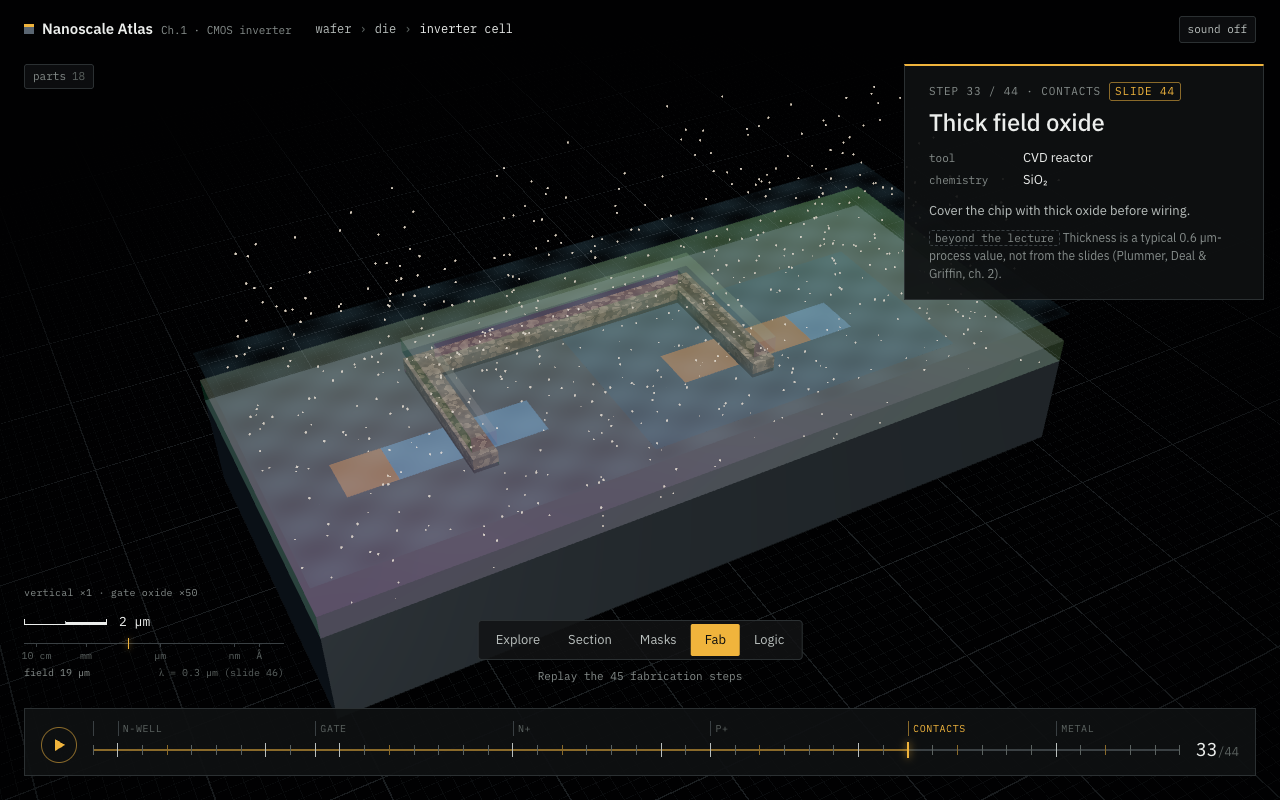 Nanoscale Atlas Ch.1 · CMOS inverter wafer › die › inverter cell
sound off
parts 18
STEP 33 / 44 · CONTACTS SLIDE 44
Thick field oxide
tool CVD reactor
chemistry SiO₂
Cover the chip with thick oxide before wiring.
beyond the lecture Thickness is a typical 0.6 µm-
process value, not from the slides (Plummer, Deal &
Griffin, ch. 2).
vertical ×1 · gate oxide ×50
2 µm
10 cm mm µm nm Å
field 19 µm λ = 0.3 µm (slide 46)
Explore Section Masks Fab Logic
Replay the 45 fabrication steps
N-WELL GATE N+ P+ CONTACTS METAL
33/44